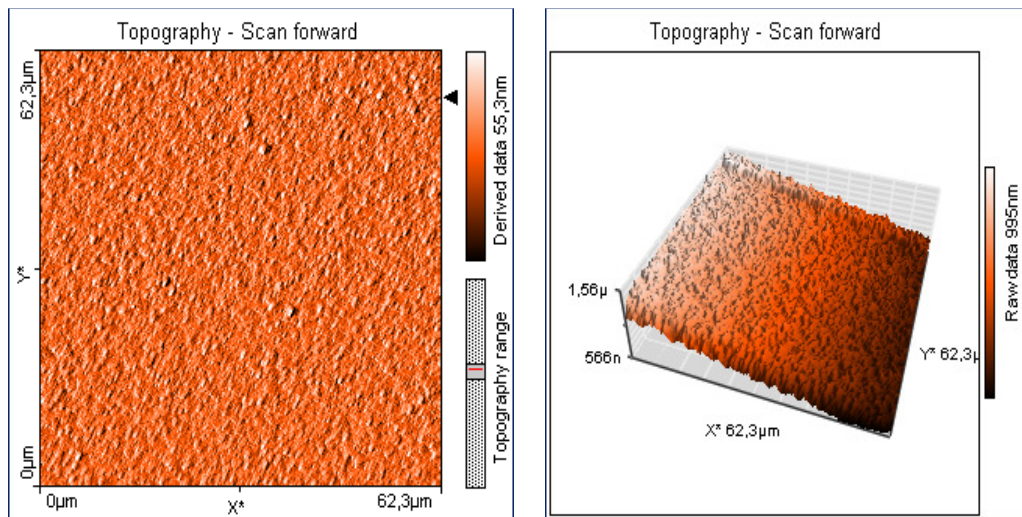 Topography - Scan forward
62,3µm
Y*
0µm
0µm
X*
62,3µm
Derived data 55,3nm
Topography range
Topography - Scan forward
1,56µ
566n
X* 62,3µm
Y* 62,3µ
Raw data 995nm